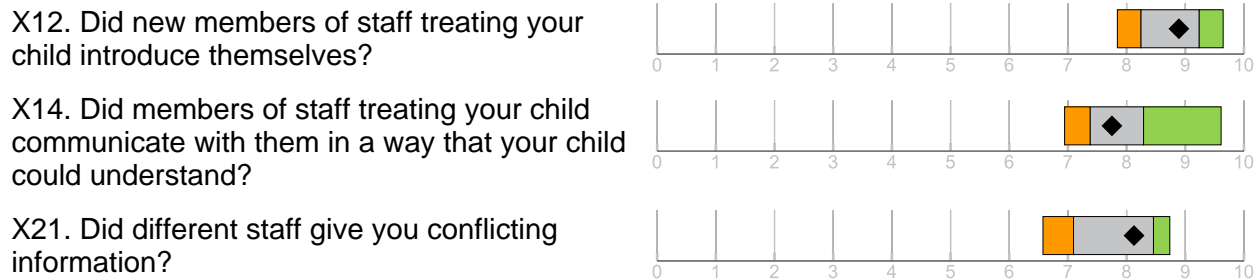 X12. Did new members of staff treating your
child introduce themselves?
0 1 2 3 4 5 6 7 8 9 10
X14. Did members of staff treating your child
communicate with them in a way that your child
could understand?
0 1 2 3 4 5 6 7 8 9 10
X21. Did different staff give you conflicting
information?
0 1 2 3 4 5 6 7 8 9 10